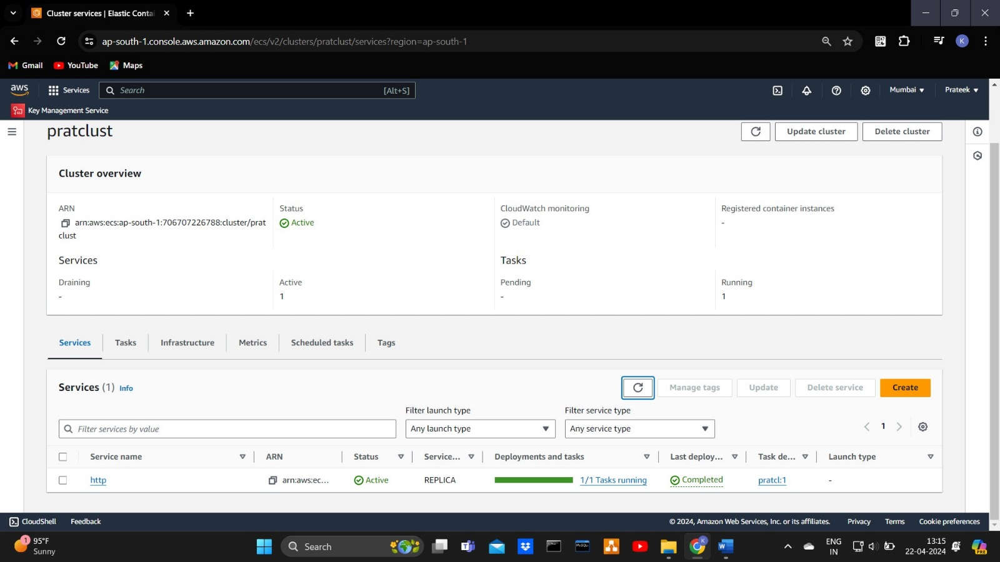 Cluster services | Elastic Conta
ap-south-1.console.aws.amazon.com/ecs/v2/clusters/pratclust/services?region=ap-south-1
K
Gmail YouTube Maps
aws Services Search [Alt+S] Mumbai Prateek
Key Management Service
pratclust Update cluster Delete cluster
Cluster overview
ARN Status CloudWatch monitoring Registered container instances
arn:aws:ecs:ap-south-1:706707226788:cluster/prat Active Default -
clust
Services Tasks
Draining Active Pending Running
- 1 - 1
Services Tasks Infrastructure Metrics Scheduled tasks Tags
Services (1) Info Manage tags Update Delete service Create
Filter launch type Filter service type
Filter services by value Any launch type Any service type 1
Service name ARN Status Service... Deployments and tasks Last deploy... Task de... Launch type
http arn:aws:ec... Active REPLICA 1/1 Tasks running Completed pratcl:1 -
CloudShell Feedback © 2024, Amazon Web Services, Inc. or its affiliates. Privacy Terms Cookie preferences
1 95°F Search K ENG 13:15
Sunny IN 22-04-2024 PRE